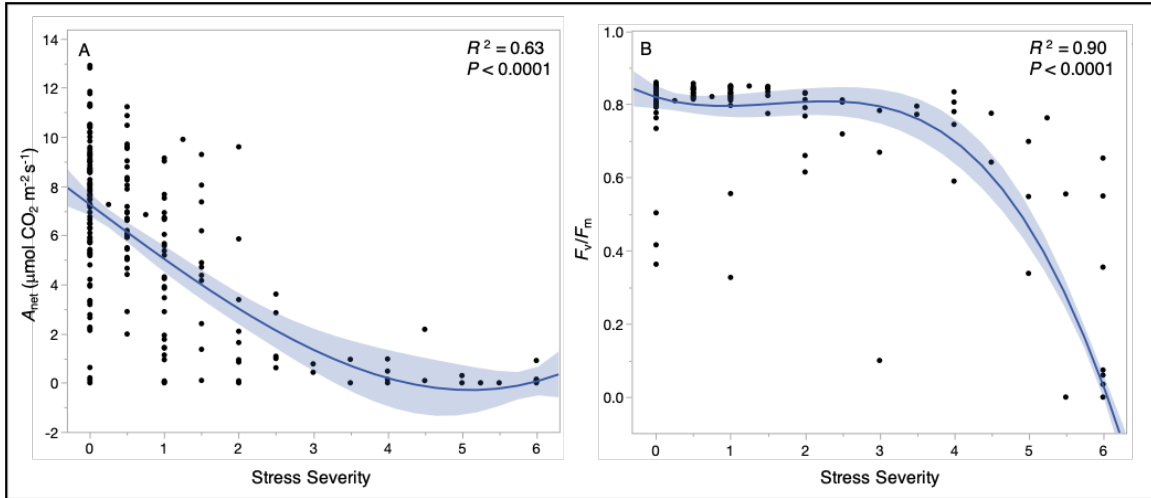 A
R² = 0.63
P < 0.0001
14
12
10
8
6
4
2
0
-2
Anet (µmol CO₂ m⁻² s⁻¹)
0 1 2 3 4 5 6
Stress Severity
B
R² = 0.90
P < 0.0001
1.0
0.8
0.6
0.4
0.2
0.0
Fv/Fm
0 1 2 3 4 5 6
Stress Severity